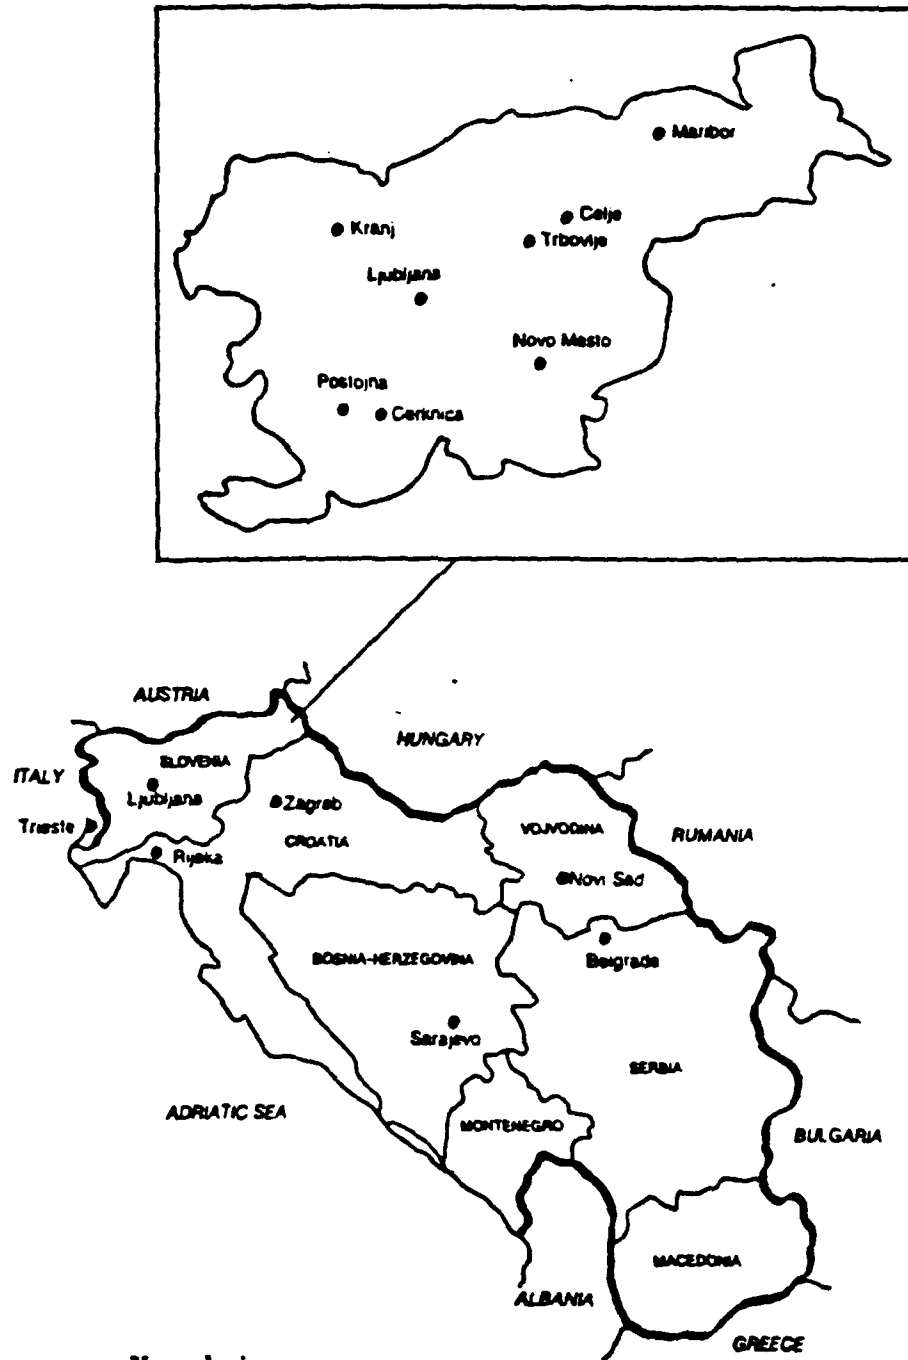 Maribor
Celje
Kranj
Trbovlje
Ljubljana
Novo Mesto
Postojna
Cerknica
AUSTRIA
HUNGARY
SLOVENIA
ITALY
Ljubljana
Zagreb
Trieste
VOJVODINA
RUMANIA
CROATIA
Rijeka
Novi Sad
BOSNIA-HERZEGOVINA
Belgrade
Sarajevo
SERBIA
ADRIATIC SEA
MONTENEGRO
BULGARIA
MACEDONIA
ALBANIA
GREECE